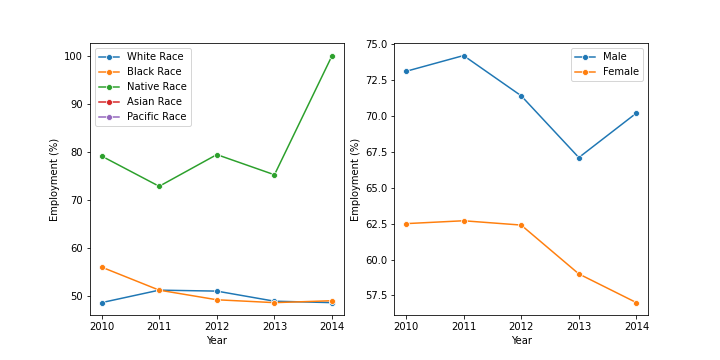 100
90
80
70
60
50
Employment (%)
White Race
Black Race
Native Race
Asian Race
Pacific Race
2010 2011 2012 2013 2014
Year
75.0
72.5
70.0
67.5
65.0
62.5
60.0
57.5
Employment (%)
Male
Female
2010 2011 2012 2013 2014
Year